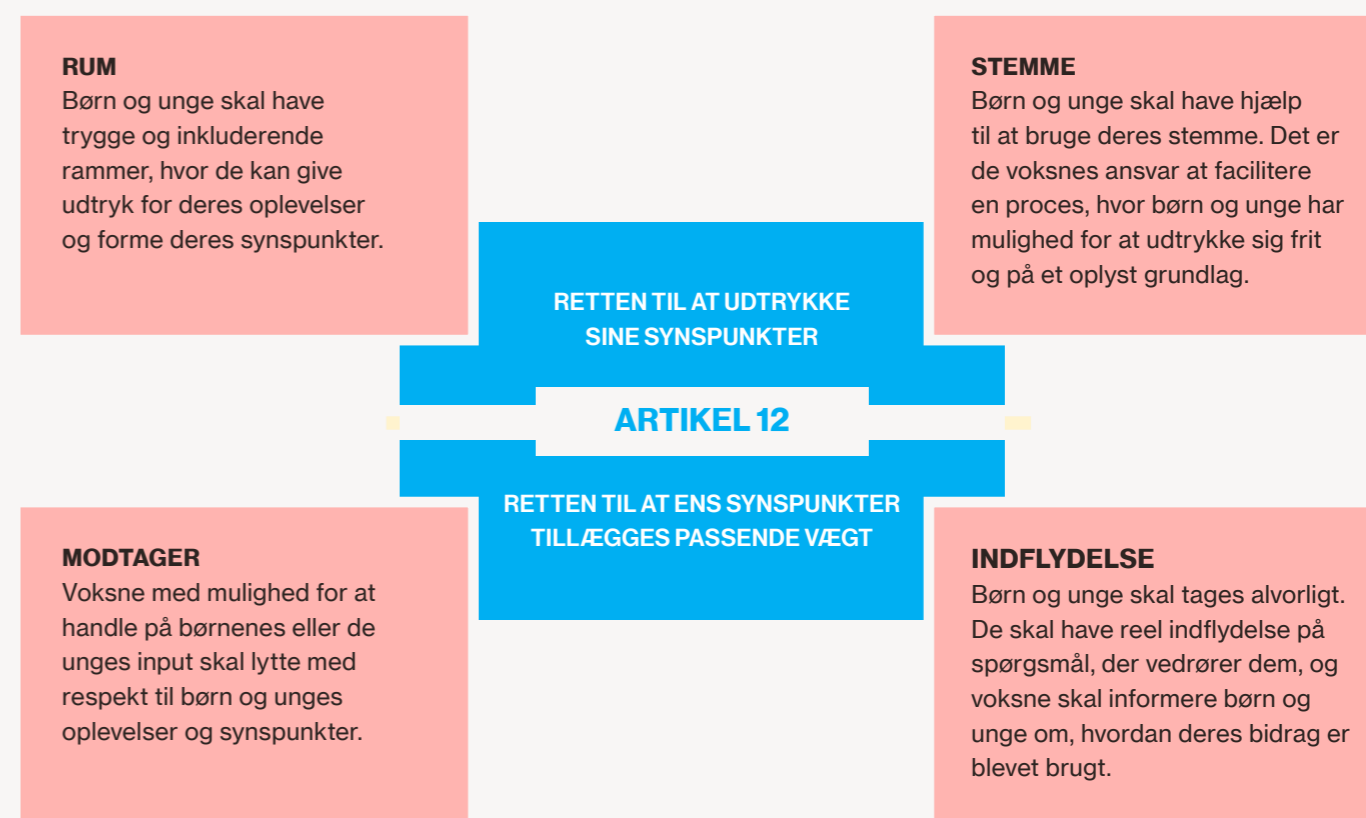 RUM
Børn og unge skal have
trygge og inkluderende
rammer, hvor de kan give
udtryk for deres oplevelser
og forme deres synspunkter.
STEMME
Børn og unge skal have hjælp
til at bruge deres stemme. Det er
de voksnes ansvar at facilitere
en proces, hvor børn og unge har
mulighed for at udtrykke sig frit
og på et oplyst grundlag.
RETTEN TIL AT UDTRYKKE
SINE SYNSPUNKTER
ARTIKEL 12
RETTEN TIL AT ENS SYNSPUNKTER
TILLÆGGES PASSENDE VÆGT
MODTAGER
Voksne med mulighed for at
handle på børnenes eller de
unges input skal lytte med
respekt til børn og unges
oplevelser og synspunkter.
INDFLYDELSE
Børn og unge skal tages alvorligt.
De skal have reel indflydelse på
spørgsmål, der vedrører dem, og
voksne skal informere børn og
unge om, hvordan deres bidrag er
blevet brugt.